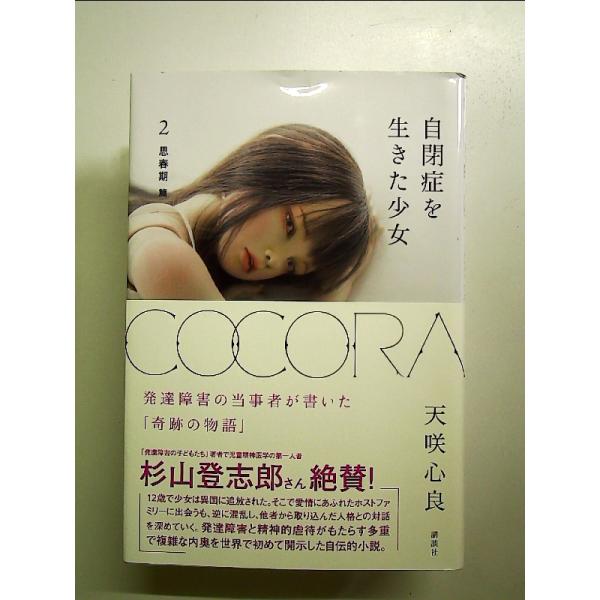 自閉症を
生きた少女
2 思春期 篇
COCORA
天咲心良
発達障害の当事者が書いた
「奇跡の物語」
「発達障害の子どもたち」著者で児童精神医学の第一人者
杉山登志郎さん絶賛!
12歳で少女は異国に追放された。そこで愛情にあふれたホストファ
ミリーに出会うも、逆に混乱し、他者から取り込んだ人格との対話
を深めていく。発達障害と精神的虐待がもたらす多重
で複雑な内奥を世界で初めて開示した自伝的小説。
講談社